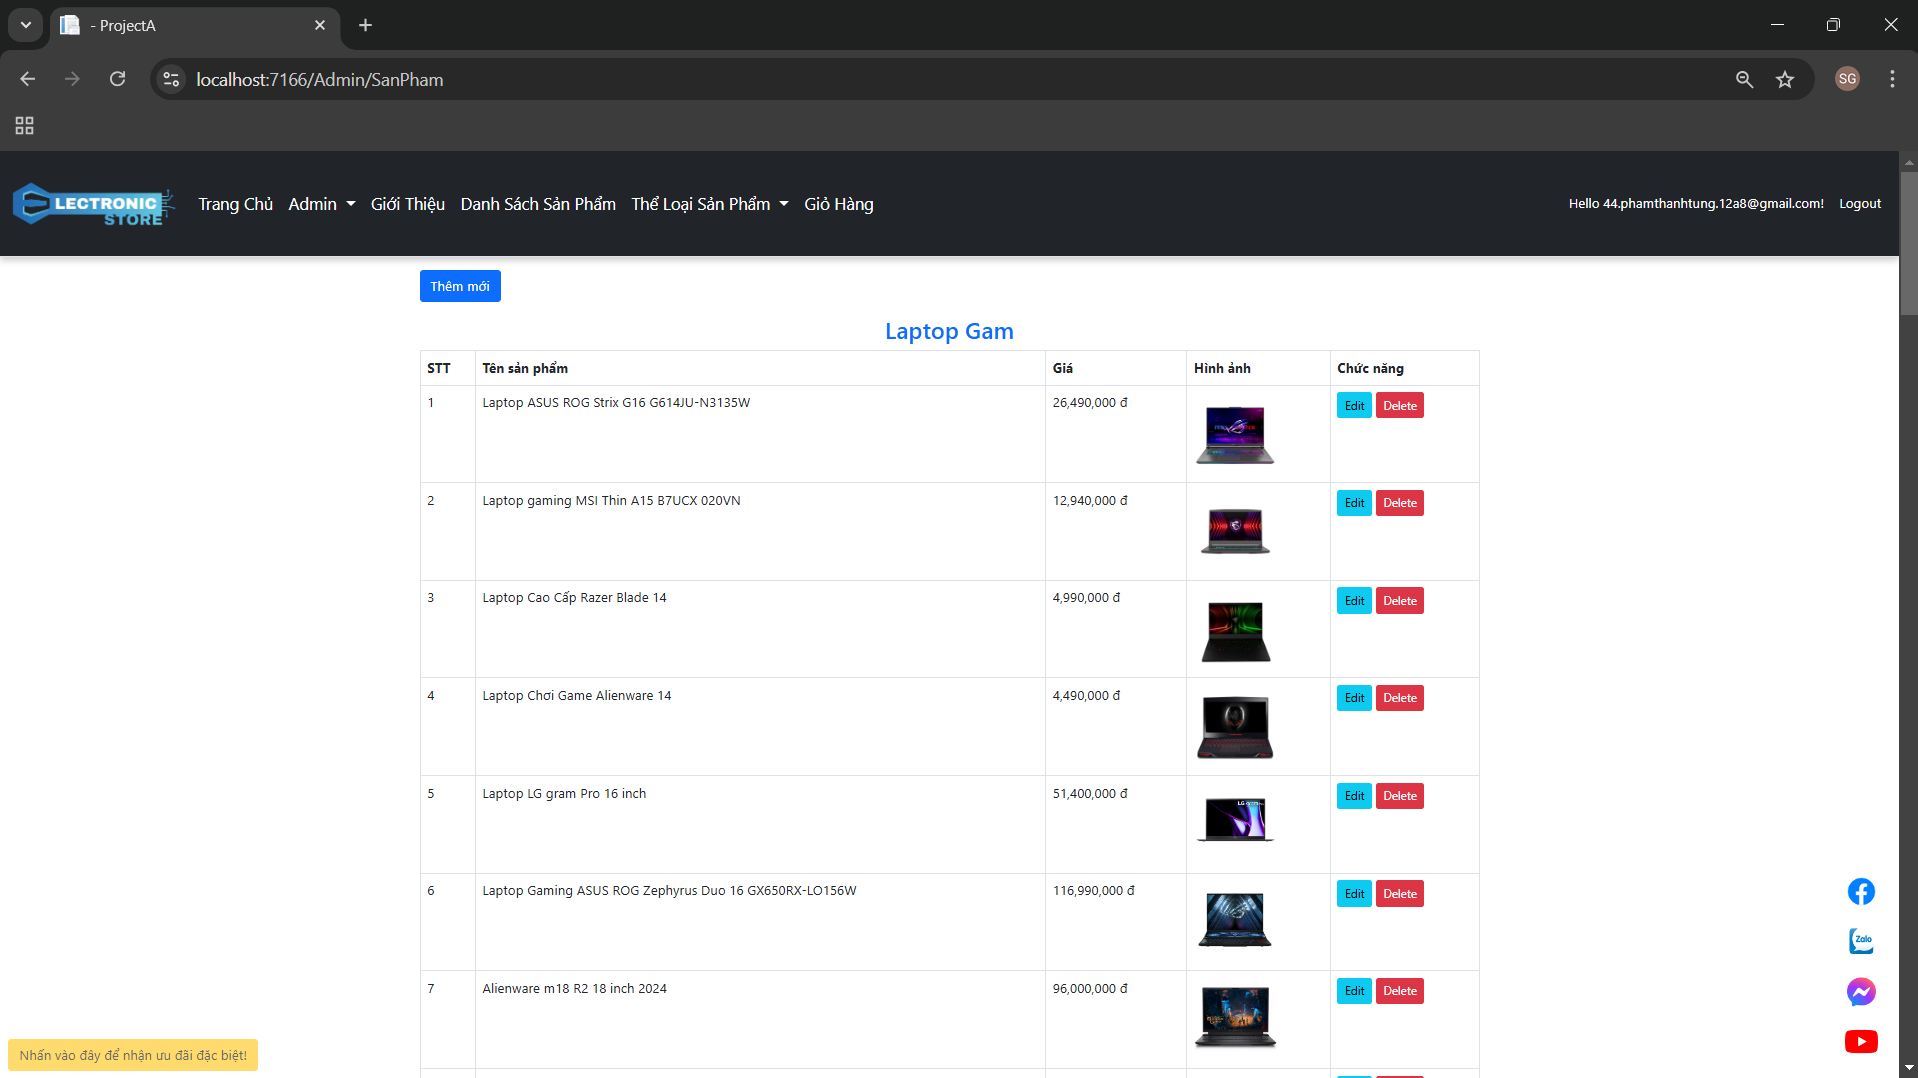 - ProjectA
localhost:7166/Admin/SanPham
SG
LECTRONIC
STORE
Trang Chủ Admin Giới Thiệu Danh Sách Sản Phẩm Thể Loại Sản Phẩm Giỏ Hàng
Hello 44.phamthanhtung.12a8@gmail.com! Logout
Thêm mới
Laptop Gam
STT Tên sản phẩm Giá Hình ảnh Chức năng
1 Laptop ASUS ROG Strix G16 G614JU-N3135W 26,490,000 đ Edit Delete
2 Laptop gaming MSI Thin A15 B7UCX 020VN 12,940,000 đ Edit Delete
3 Laptop Cao Cấp Razer Blade 14 4,990,000 đ Edit Delete
4 Laptop Chơi Game Alienware 14 4,490,000 đ Edit Delete
5 Laptop LG gram Pro 16 inch 51,400,000 đ Edit Delete
6 Laptop Gaming ASUS ROG Zephyrus Duo 16 GX650RX-LO156W 116,990,000 đ Edit Delete
7 Alienware m18 R2 18 inch 2024 96,000,000 đ Edit Delete
Zalo
Nhấn vào đây để nhận ưu đãi đặc biệt!